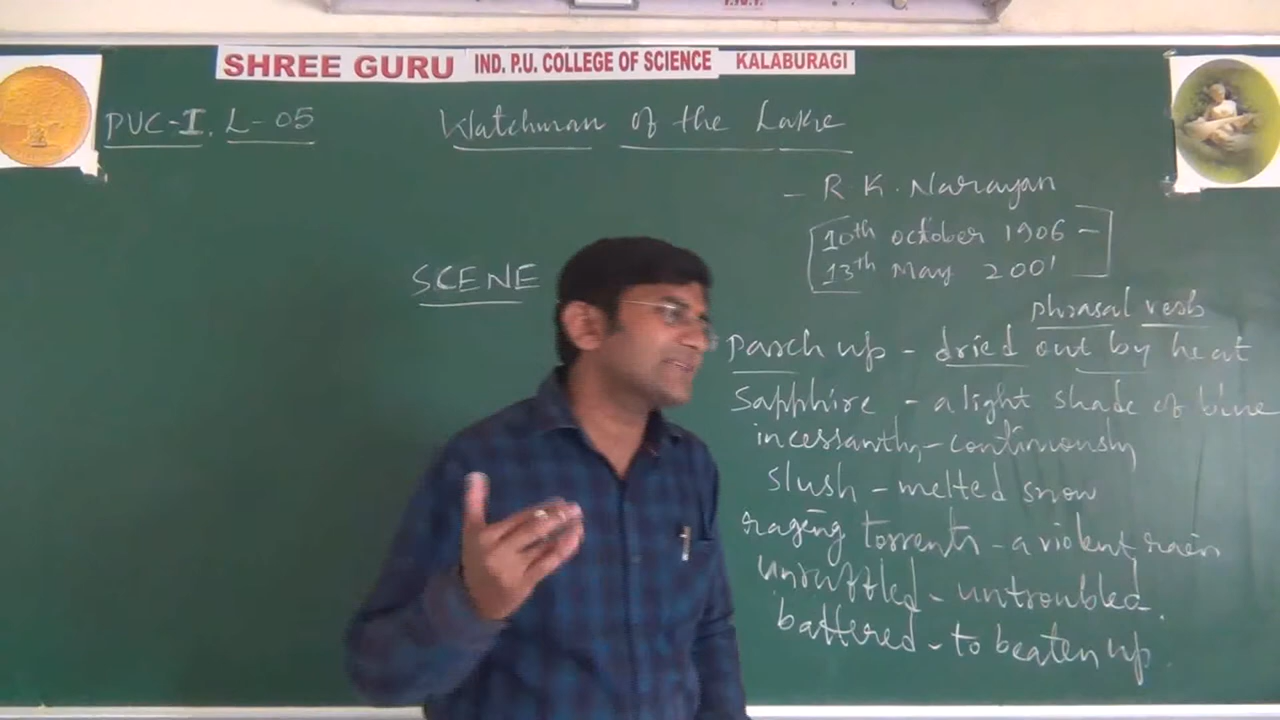 SHREE GURU IND. P.U. COLLEGE OF SCIENCE KALABURAGI
PUC-I. L-05
Watchman of the Lake
- R.K. Narayan
[10th october 1906 -
13th May 2001]
SCENE
phrasal verb
parch up - dried out by heat
Sapphire - a light shade of blue
incessantly - continuously
slush - melted snow
raging torrents - a violent rain
unruffled - untroubled.
battered - to beaten up.